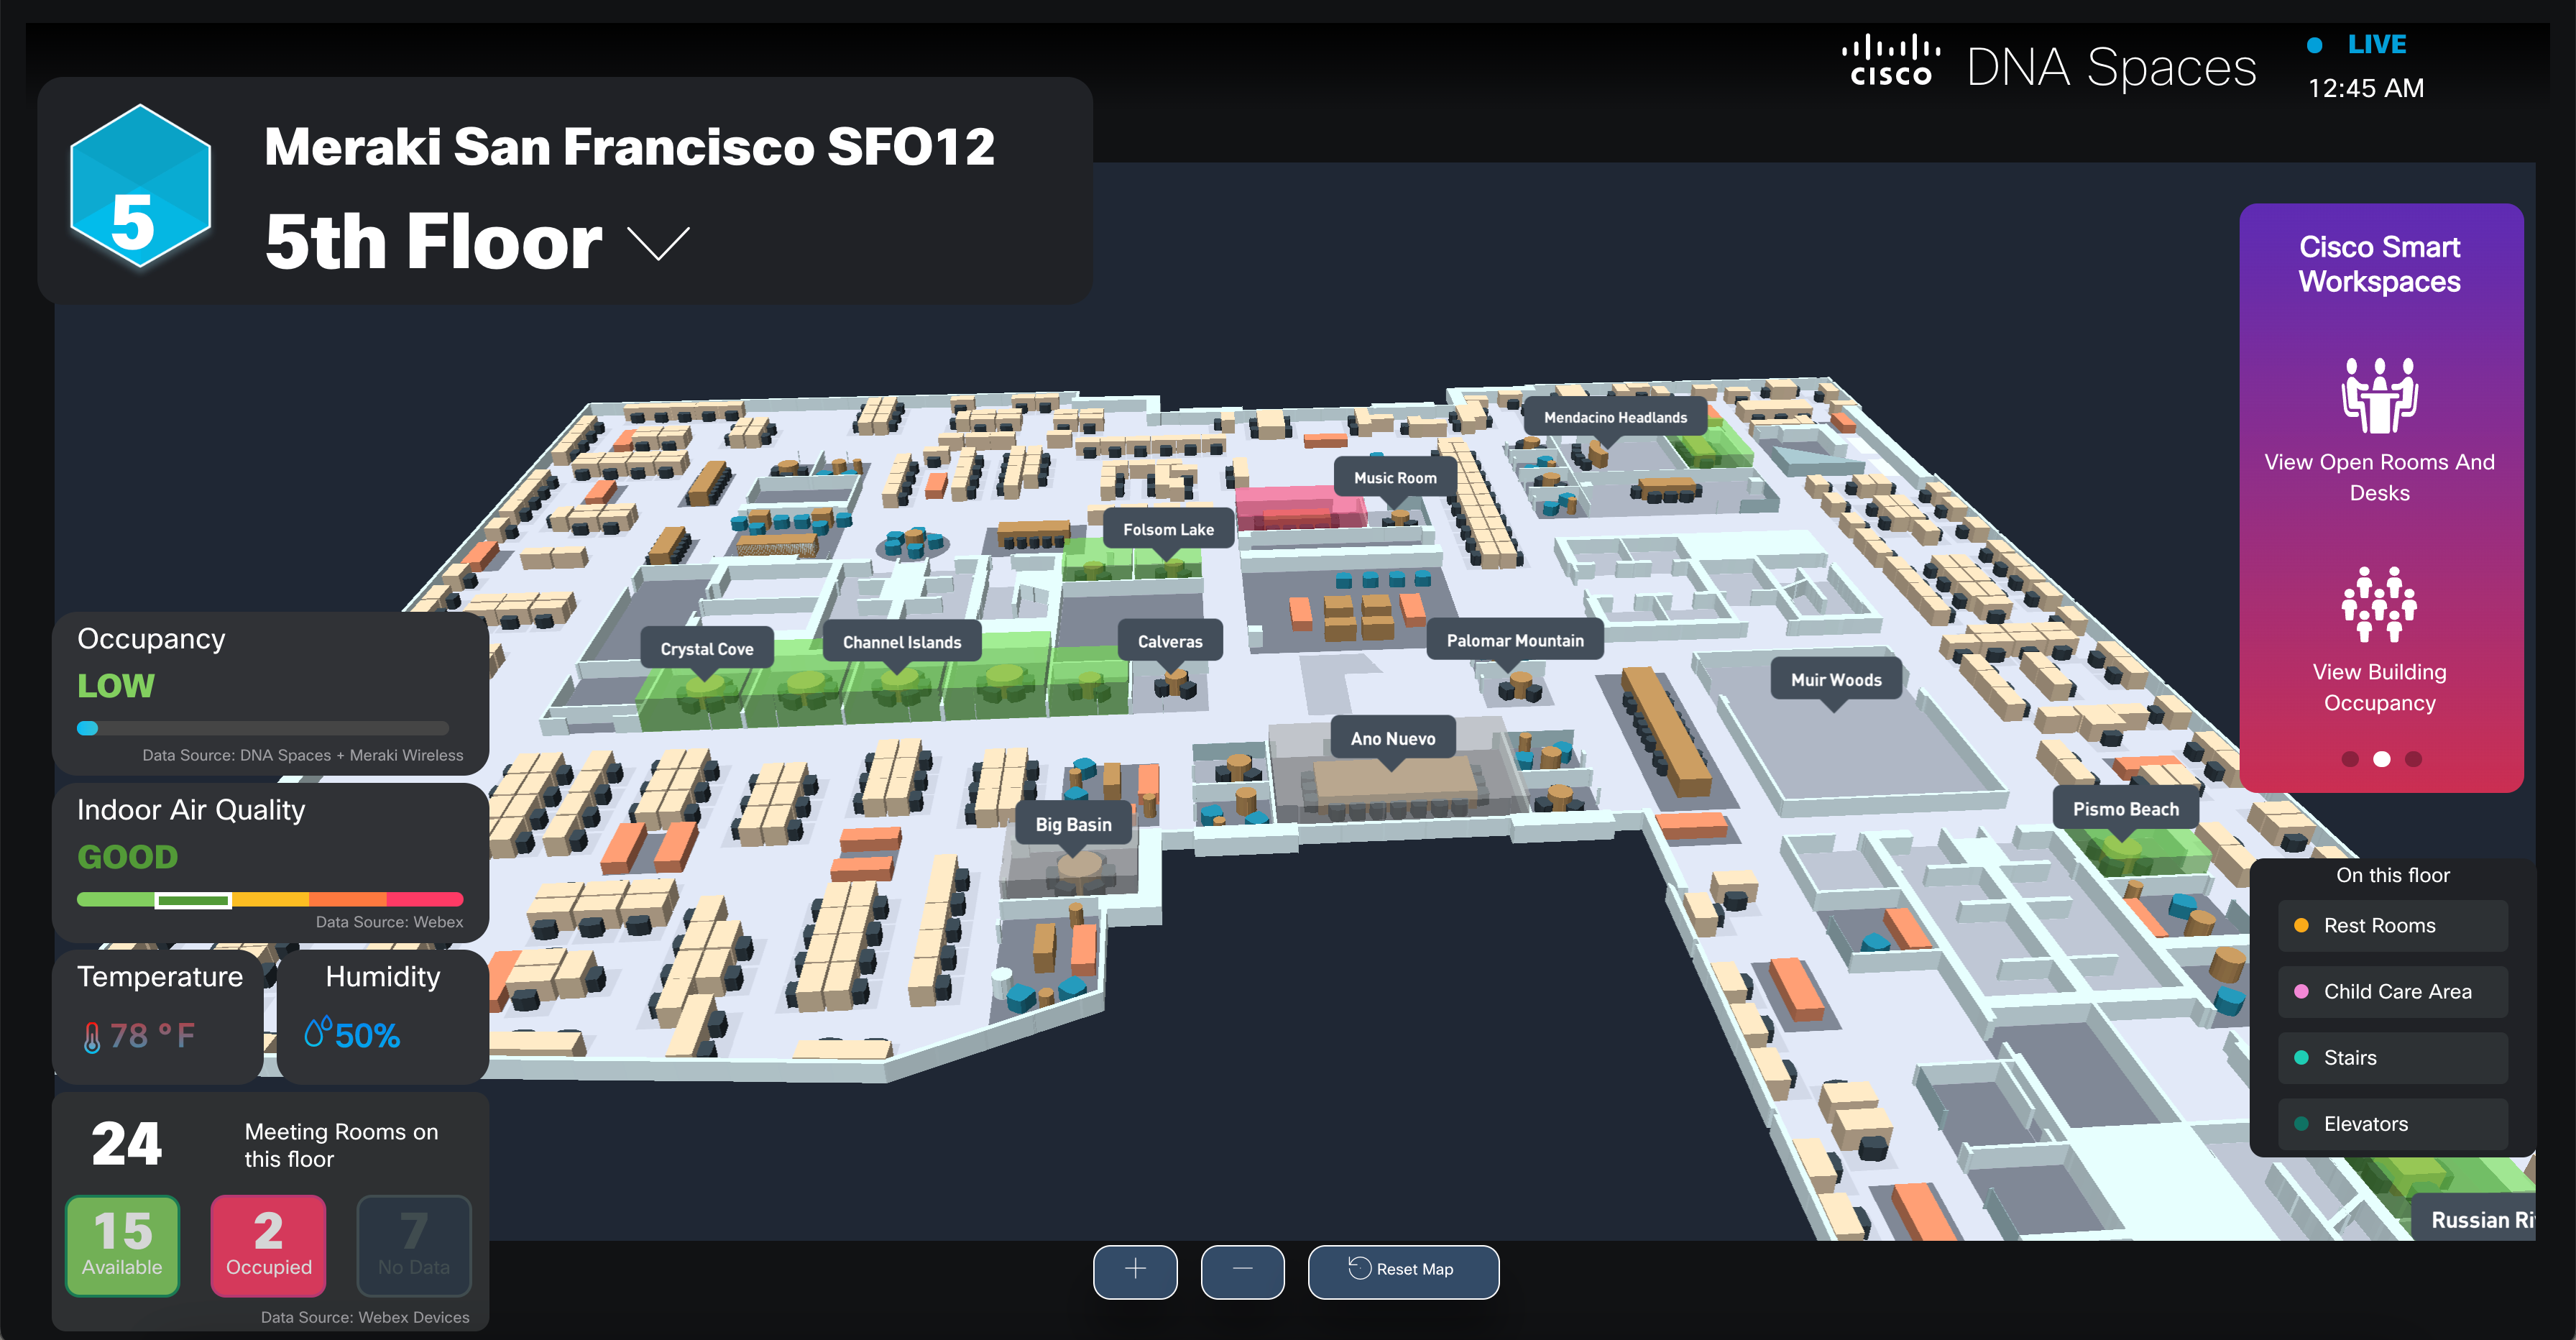 cisco DNA Spaces
LIVE
12:45 AM
5
Meraki San Francisco SFO12
5th Floor
Cisco Smart
Workspaces
View Open Rooms And
Desks
View Building
Occupancy
Mendacino Headlands
Music Room
Folsom Lake
Crystal Cove
Channel Islands
Calveras
Palomar Mountain
Muir Woods
Ano Nuevo
Big Basin
Pismo Beach
Russian Ri
Occupancy
LOW
Data Source: DNA Spaces + Meraki Wireless
Indoor Air Quality
GOOD
Data Source: Webex
Temperature
78 °F
Humidity
50%
24
Meeting Rooms on
this floor
15
Available
2
Occupied
7
No Data
Data Source: Webex Devices
On this floor
Rest Rooms
Child Care Area
Stairs
Elevators
Reset Map